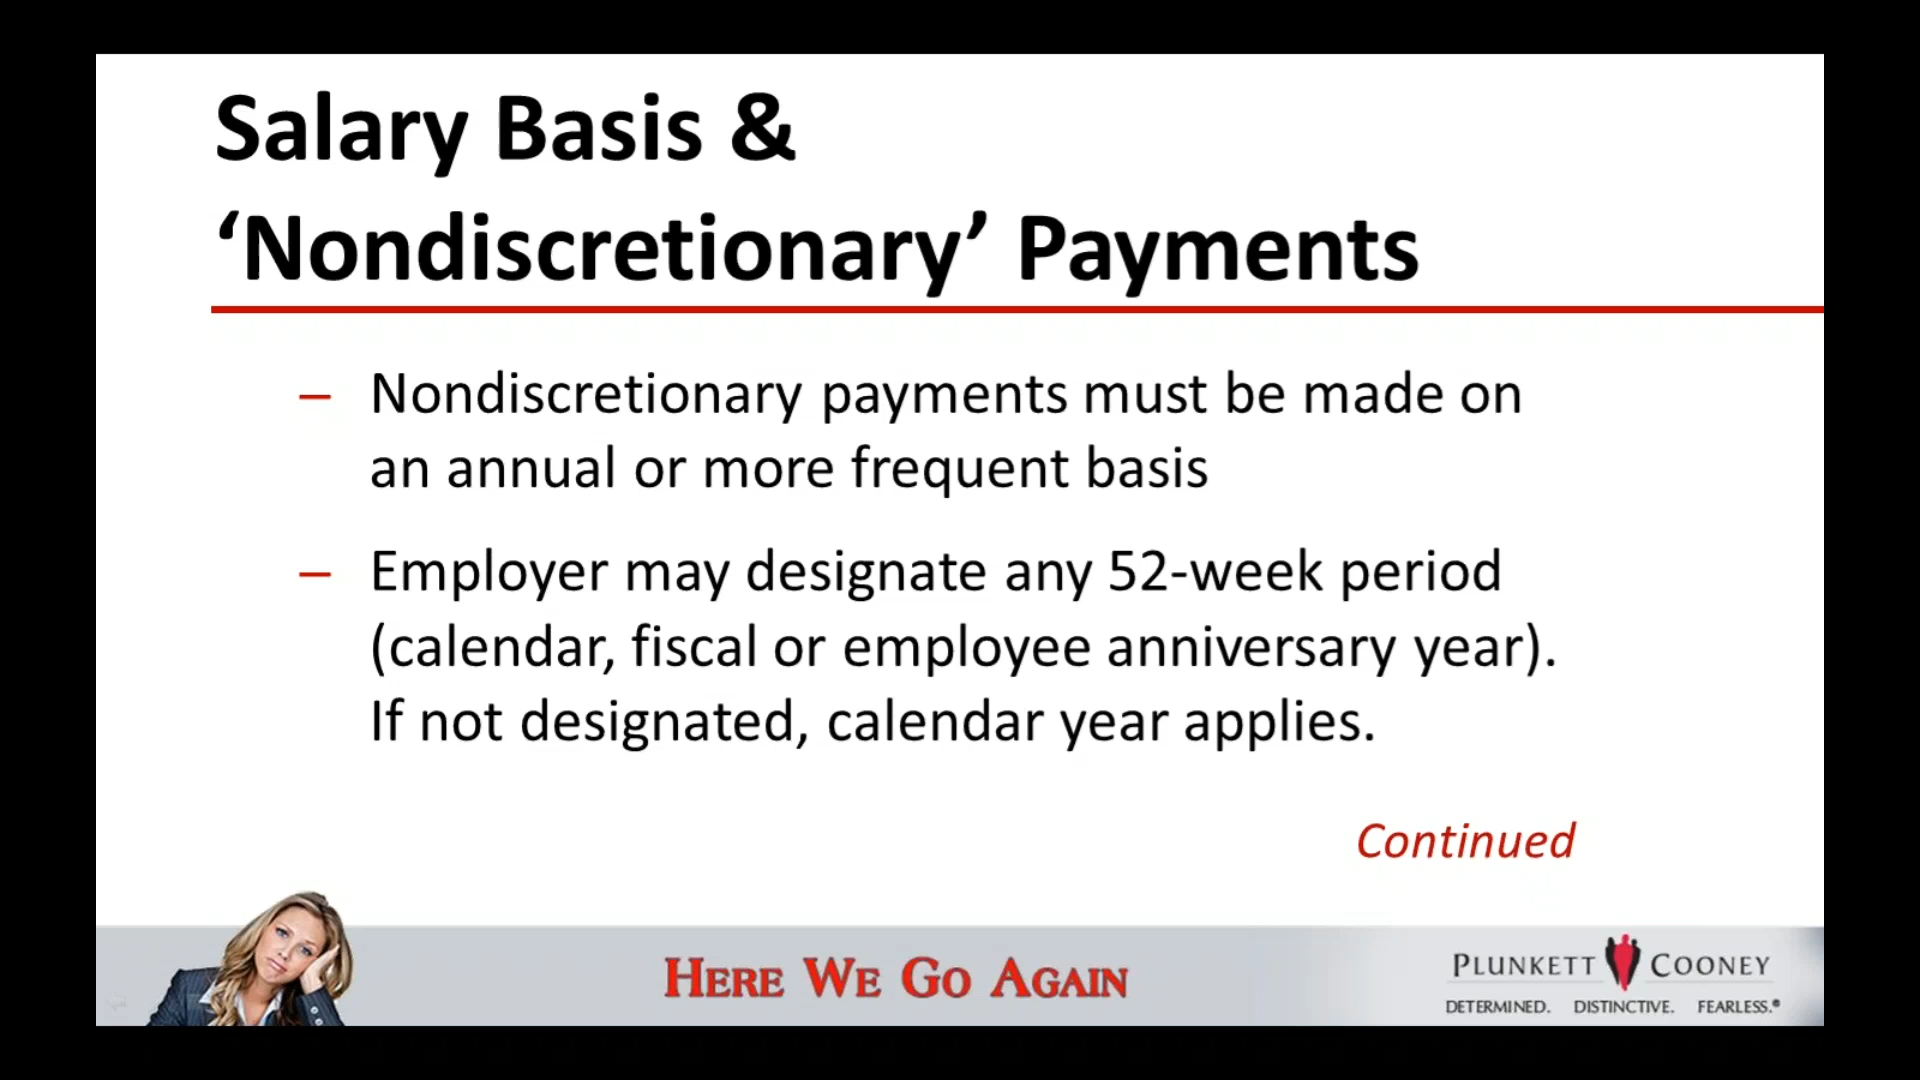 Salary Basis &
‘Nondiscretionary’ Payments
– Nondiscretionary payments must be made on
an annual or more frequent basis
– Employer may designate any 52-week period
(calendar, fiscal or employee anniversary year).
If not designated, calendar year applies.
Continued
HERE WE GO AGAIN
PLUNKETT COONEY
DETERMINED. DISTINCTIVE. FEARLESS.®